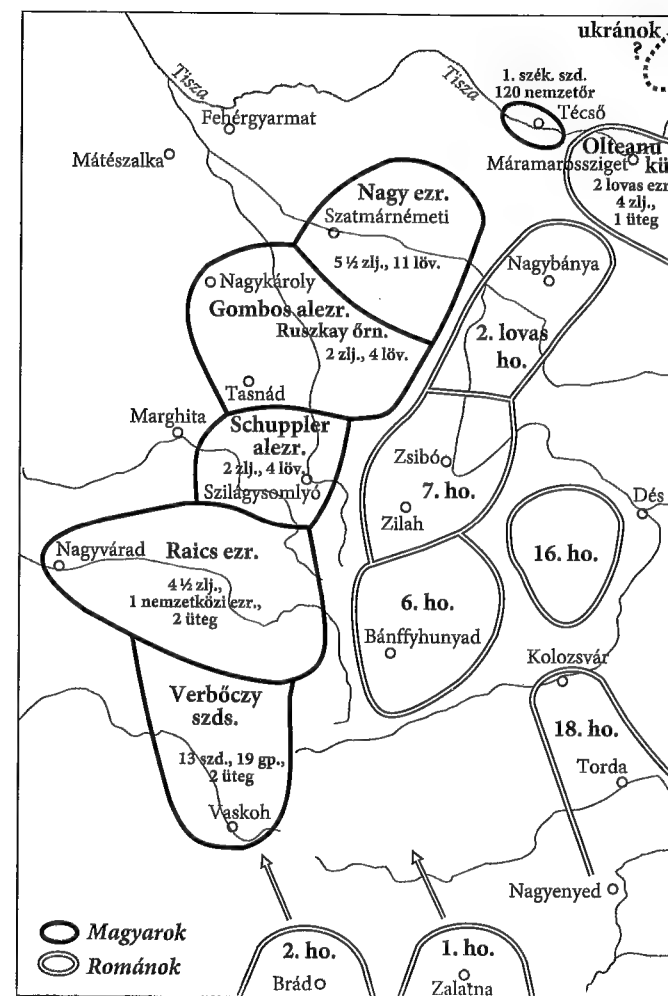 ukránok
?
1. szék. szd.
120 nemzetőr
Tisza
Tisza
Técső
Fehérgyarmat
Olteanu
Máramarossziget
kü
Mátészalka
2 lovas ezr
4 zlj.,
1 üteg
Nagy ezr.
Szatmárnémeti
5 ½ zlj., 11 löv.
Nagybánya
Nagykároly
Gombos alezr.
Ruszkay őrn.
2 zlj., 4 löv.
2. lovas
ho.
Tasnád
Marghita
Schuppler
alezr.
2 zlj., 4 löv.
Szilágysomlyó
Zsibó
7. ho.
Zilah
Dés
Nagyvárad
Raics ezr.
4 ½ zlj.,
1 nemzetközi ezr.,
2 üteg
16. ho.
6. ho.
Bánffyhunyad
Kolozsvár
Verbőczy
szds.
13 szd., 19 gp.,
2 üteg
18. ho.
Torda
Vaskoh
Nagyenyed
Magyarok
Románok
2. ho.
Brád
1. ho.
Zalatna